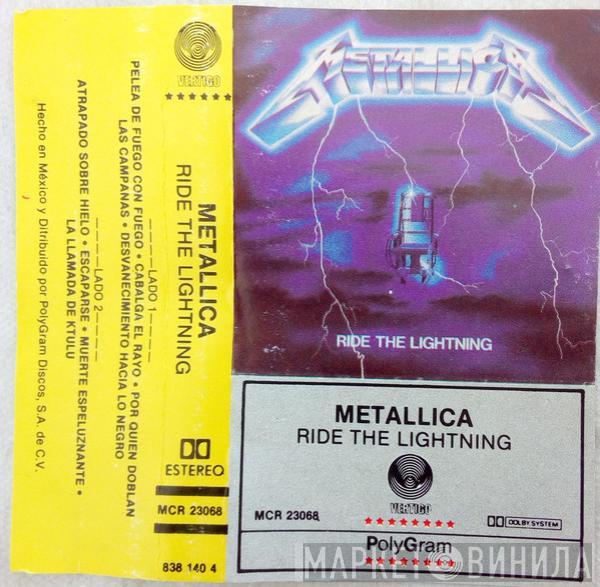 VERTIGO
METALLICA
RIDE THE LIGHTNING
————LADO 1————
PELEA DE FUEGO CON FUEGO • CABALGA EL RAYO • POR QUIEN DOBLAN
LAS CAMPANAS • DESVANECIMIENTO HACIA LO NEGRO
————LADO 2————
ATRAPADO SOBRE HIELO • ESCAPARSE • MUERTE ESPELUZNANTE •
LA LLAMADA DE KTULU
Hecho en México y Ditribuido por PolyGram Discos, S.A. de C.V.
ESTEREO
MCR 23068
838 140 4
METALLICA
RIDE THE LIGHTNING
METALLICA
RIDE THE LIGHTNING
VERTIGO
MCR 23068
DOLBY SYSTEM
PolyGram
МАРКЕТ ВИНИЛА